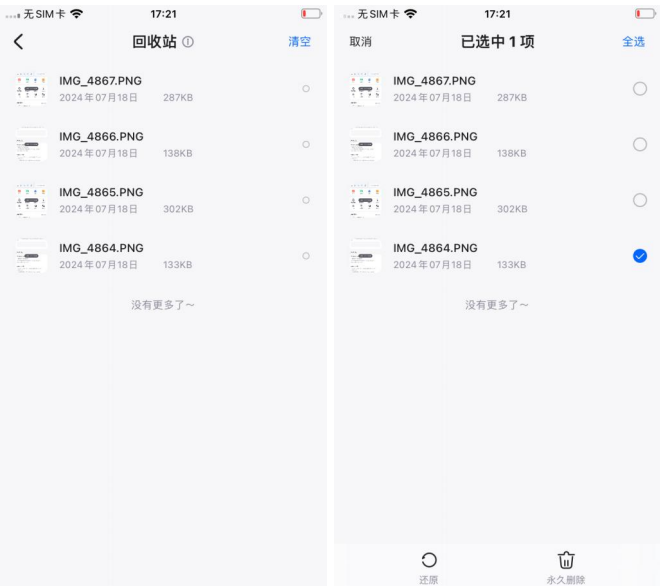 无SIM卡 17:21
回收站 清空
IMG_4867.PNG
2024年07月18日 287KB
IMG_4866.PNG
2024年07月18日 138KB
IMG_4865.PNG
2024年07月18日 302KB
IMG_4864.PNG
2024年07月18日 133KB
没有更多了～
无SIM卡 17:21
取消 已选中1项 全选
IMG_4867.PNG
2024年07月18日 287KB
IMG_4866.PNG
2024年07月18日 138KB
IMG_4865.PNG
2024年07月18日 302KB
IMG_4864.PNG
2024年07月18日 133KB
没有更多了～
还原 永久删除